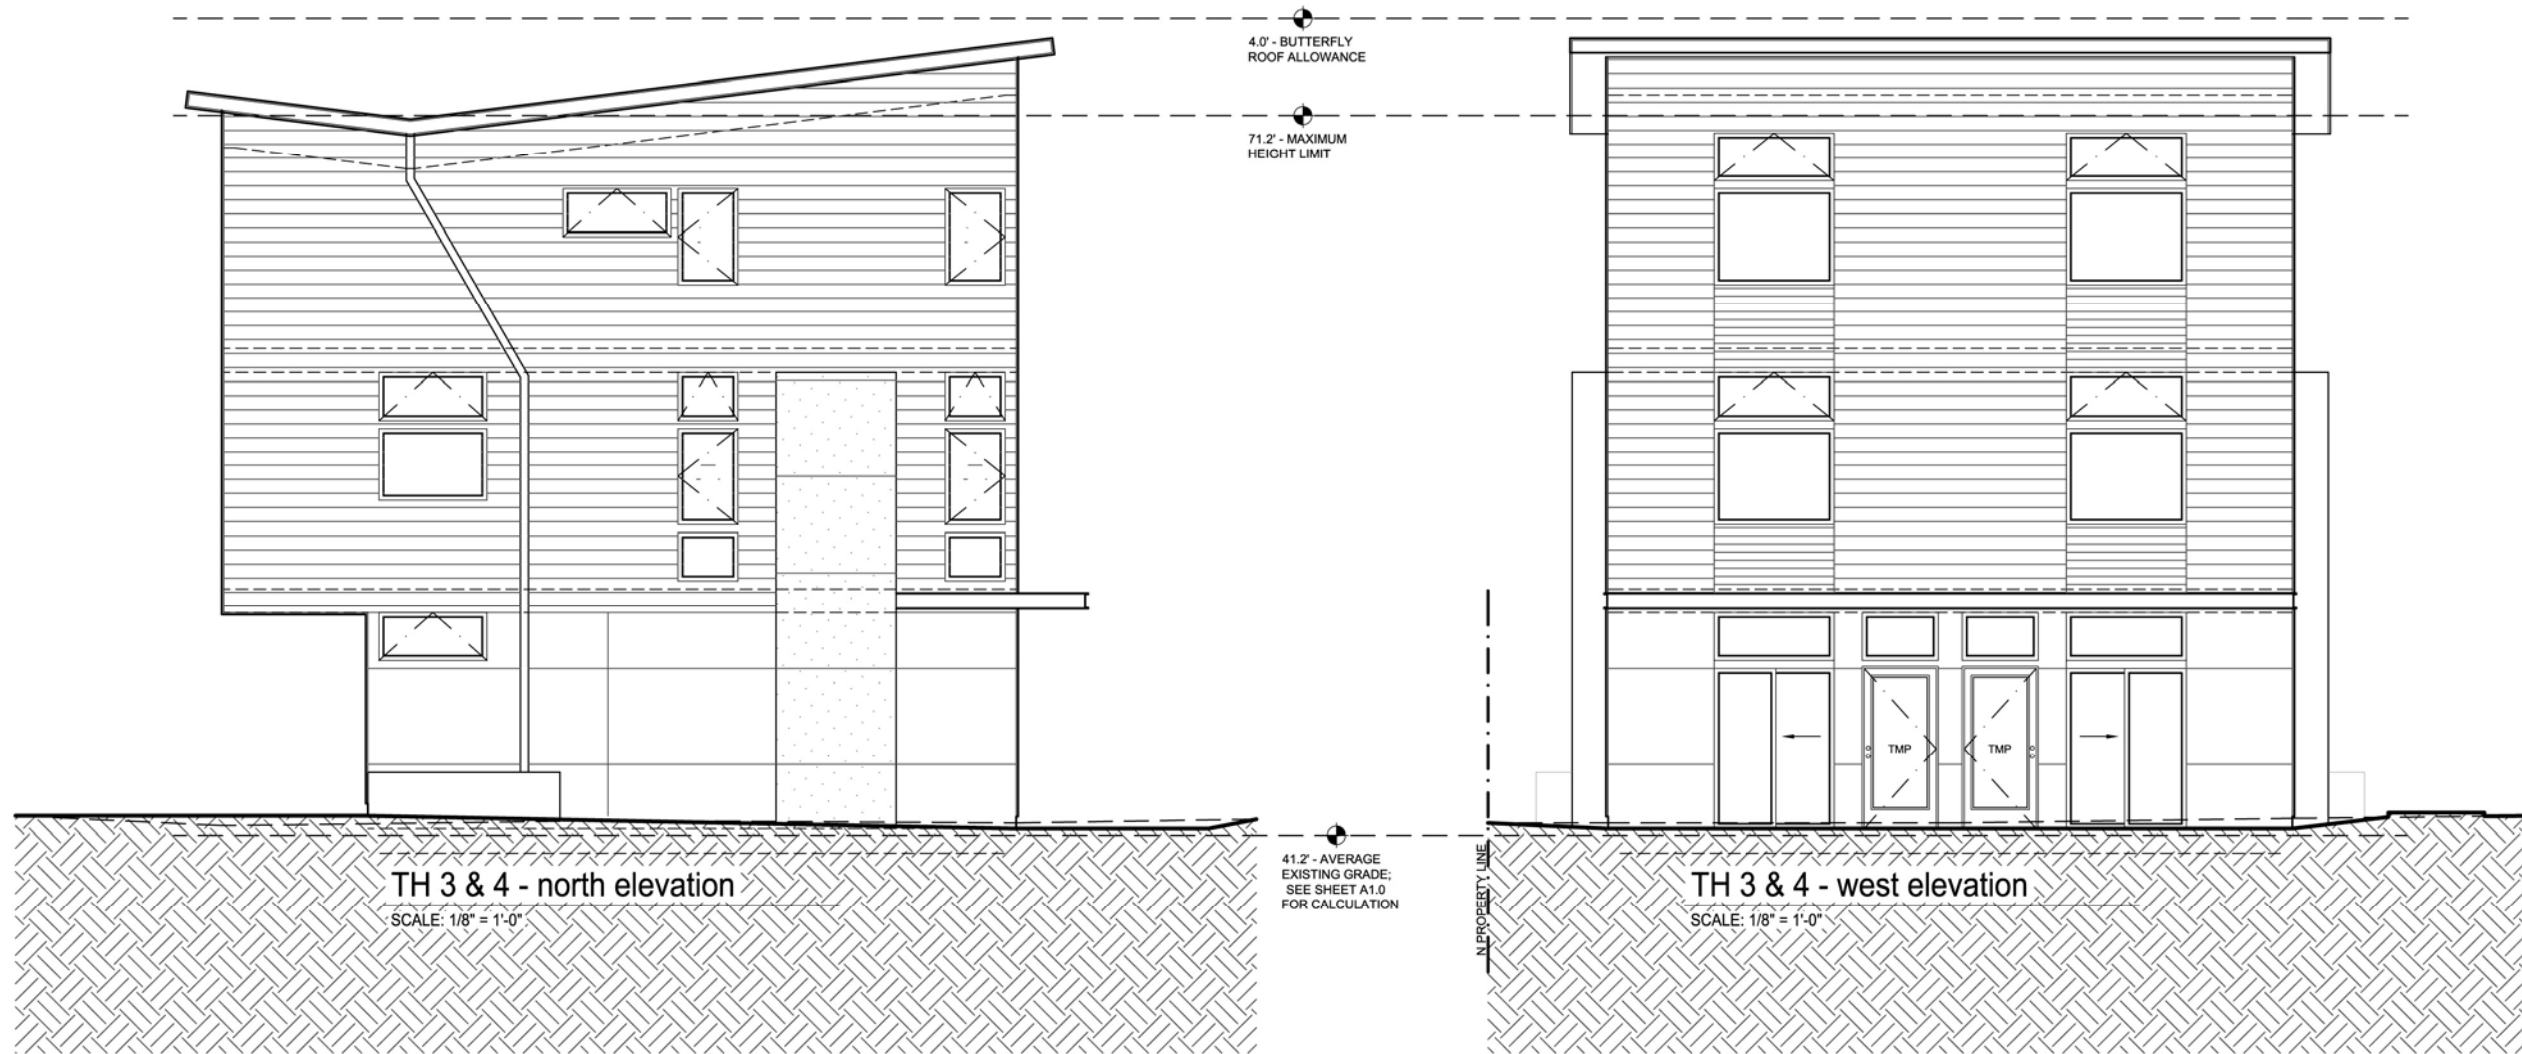 4.0' - BUTTERFLY
ROOF ALLOWANCE
71.2' - MAXIMUM
HEIGHT LIMIT
TMP
TMP
41.2' - AVERAGE
EXISTING GRADE;
SEE SHEET A1.0
FOR CALCULATION
N PROPERTY LINE
TH 3 & 4 - north elevation
SCALE: 1/8" = 1'-0"
TH 3 & 4 - west elevation
SCALE: 1/8" = 1'-0"